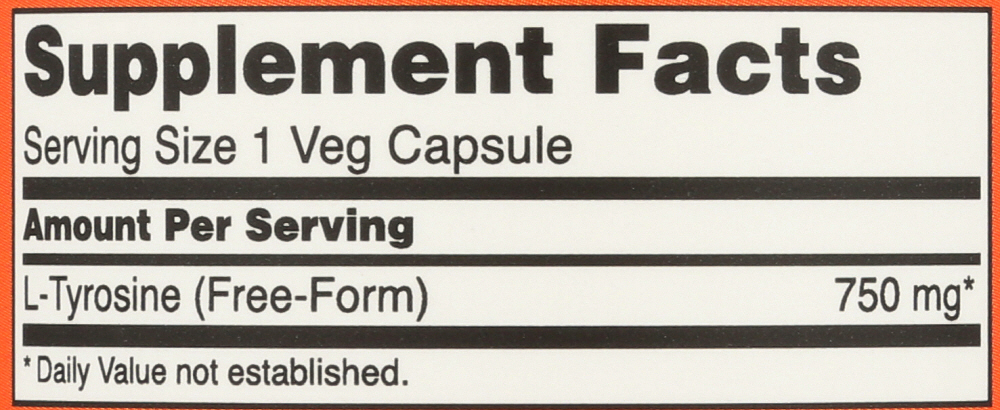 Supplement Facts
Serving Size 1 Veg Capsule
Amount Per Serving
L-Tyrosine (Free-Form) 750 mg*
* Daily Value not established.